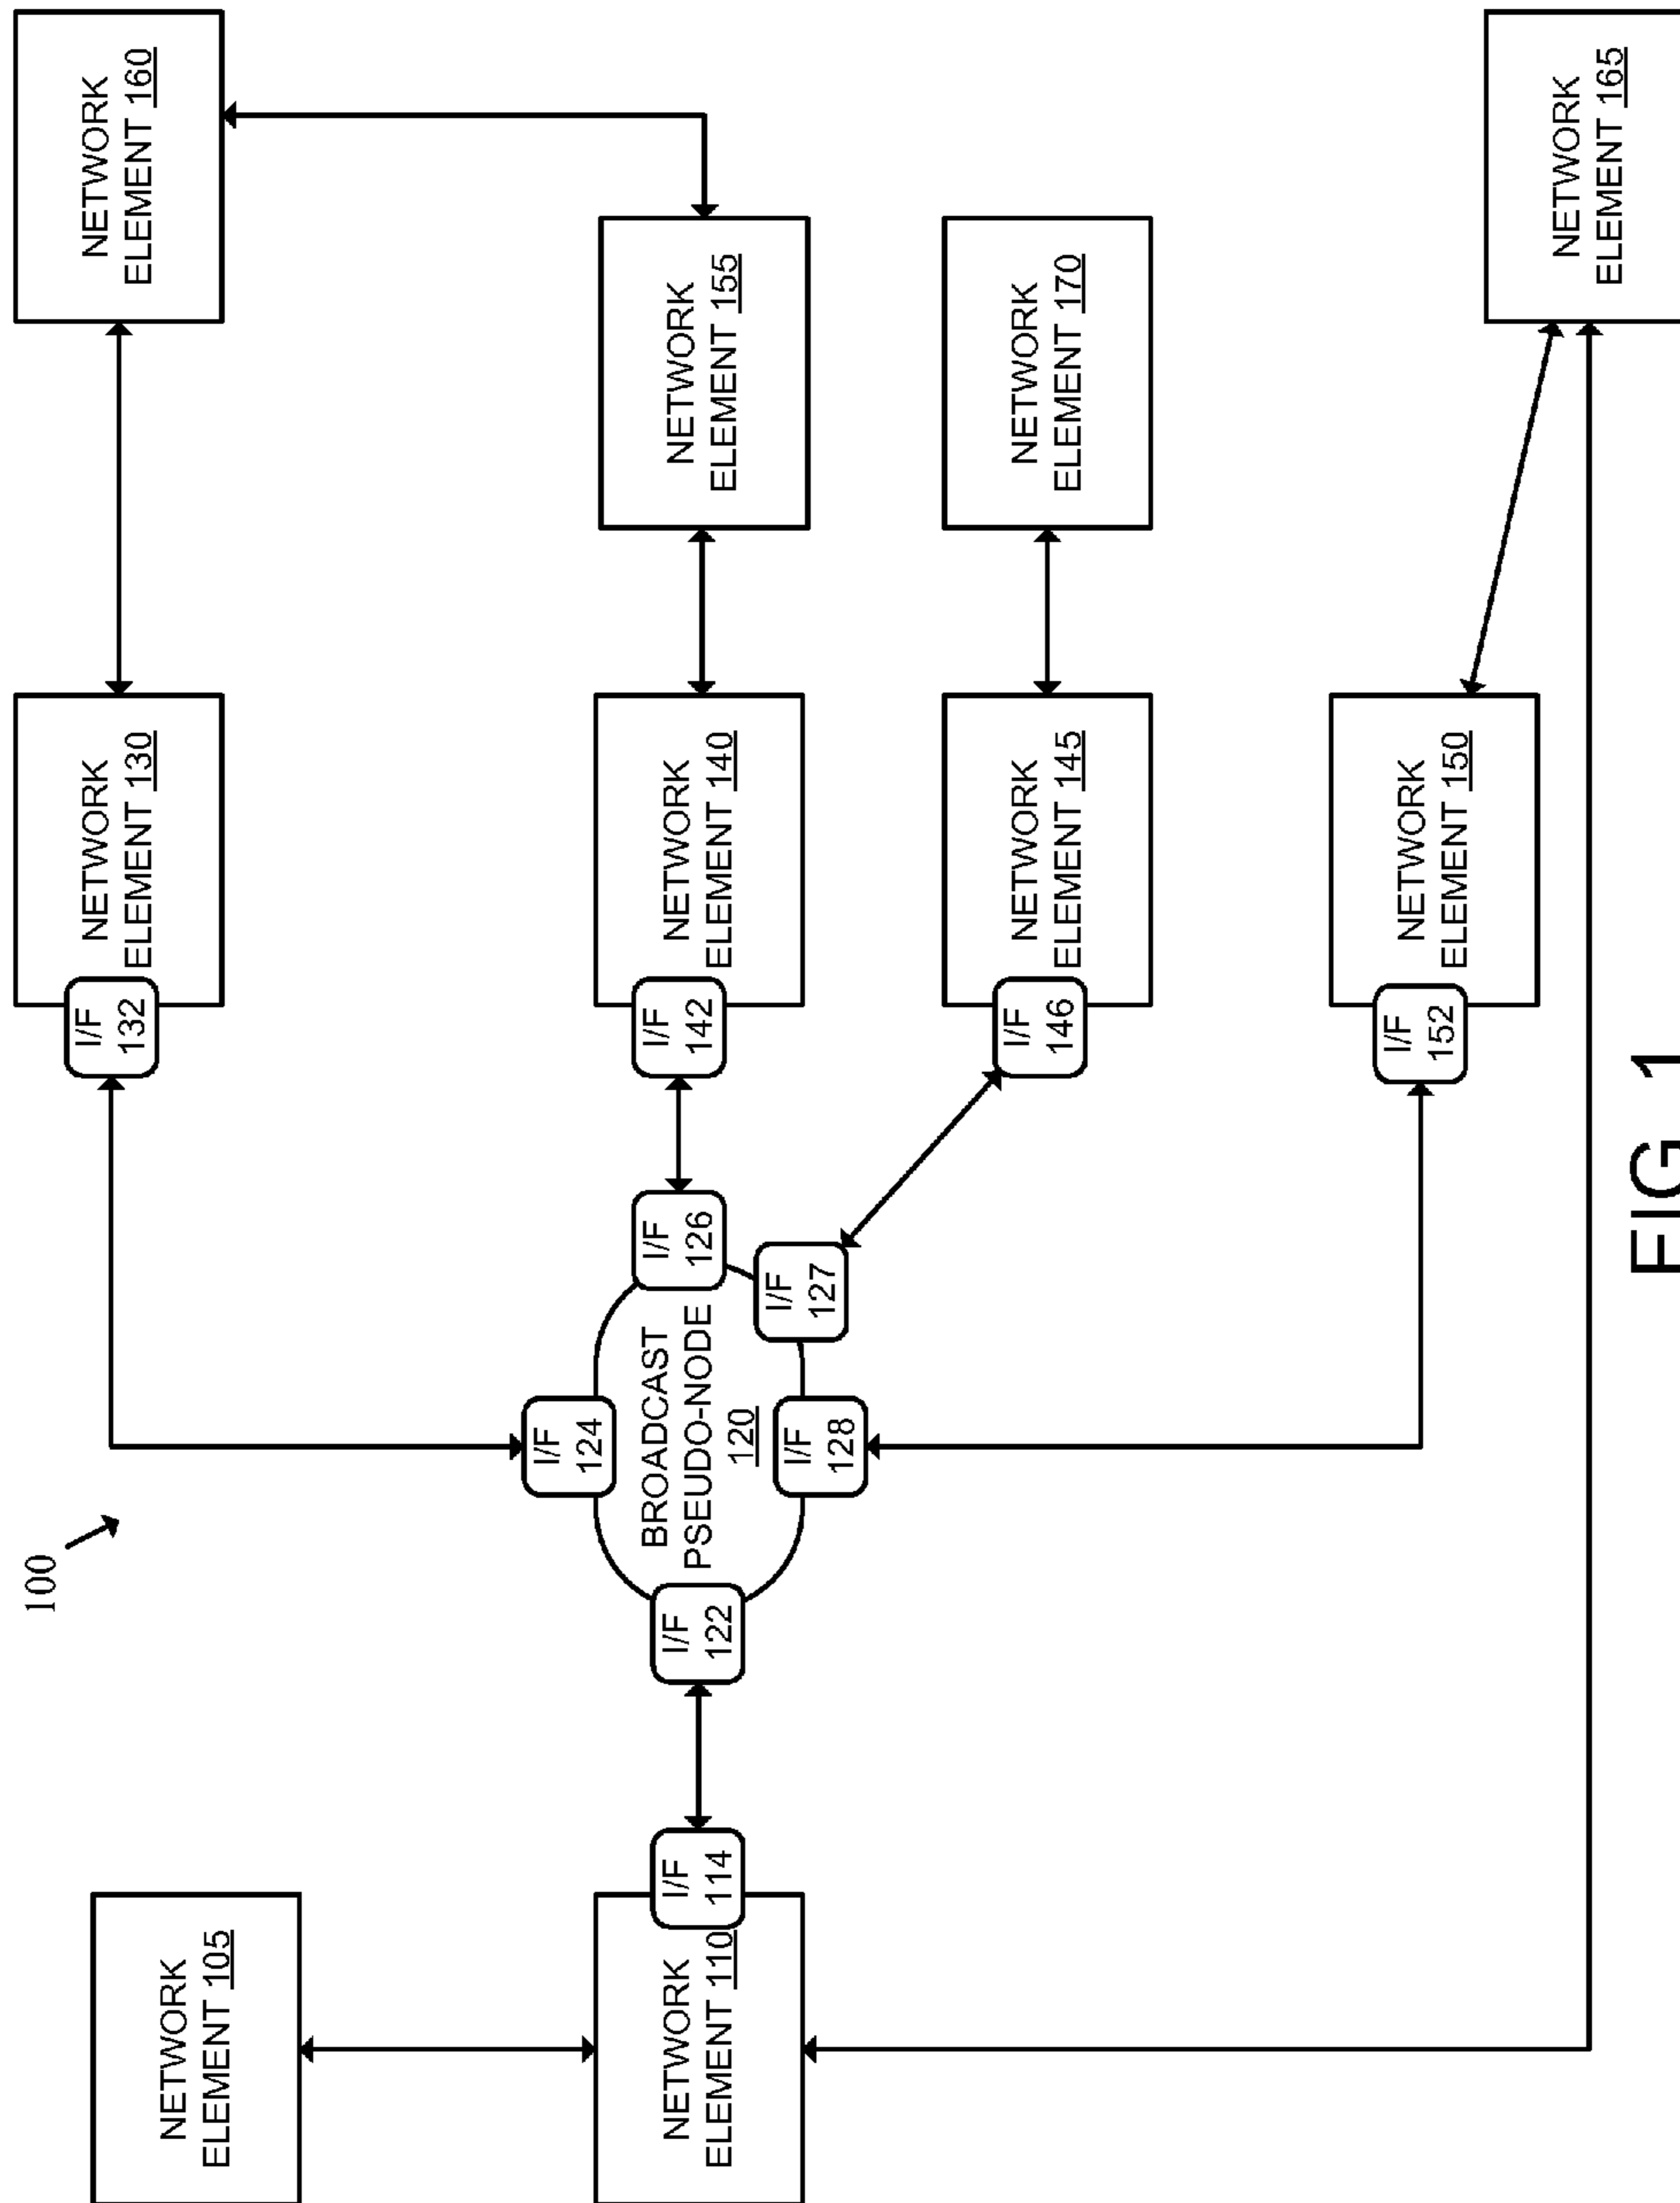 100
NETWORK
ELEMENT 105
NETWORK
ELEMENT 110
I/F
114
I/F
122
BROADCAST
PSEUDO-NODE
120
I/F
124
I/F
126
I/F
127
I/F
128
I/F
132
NETWORK
ELEMENT 130
I/F
142
NETWORK
ELEMENT 140
I/F
146
NETWORK
ELEMENT 145
I/F
152
NETWORK
ELEMENT 150
NETWORK
ELEMENT 160
NETWORK
ELEMENT 155
NETWORK
ELEMENT 170
NETWORK
ELEMENT 165
FIG. 1